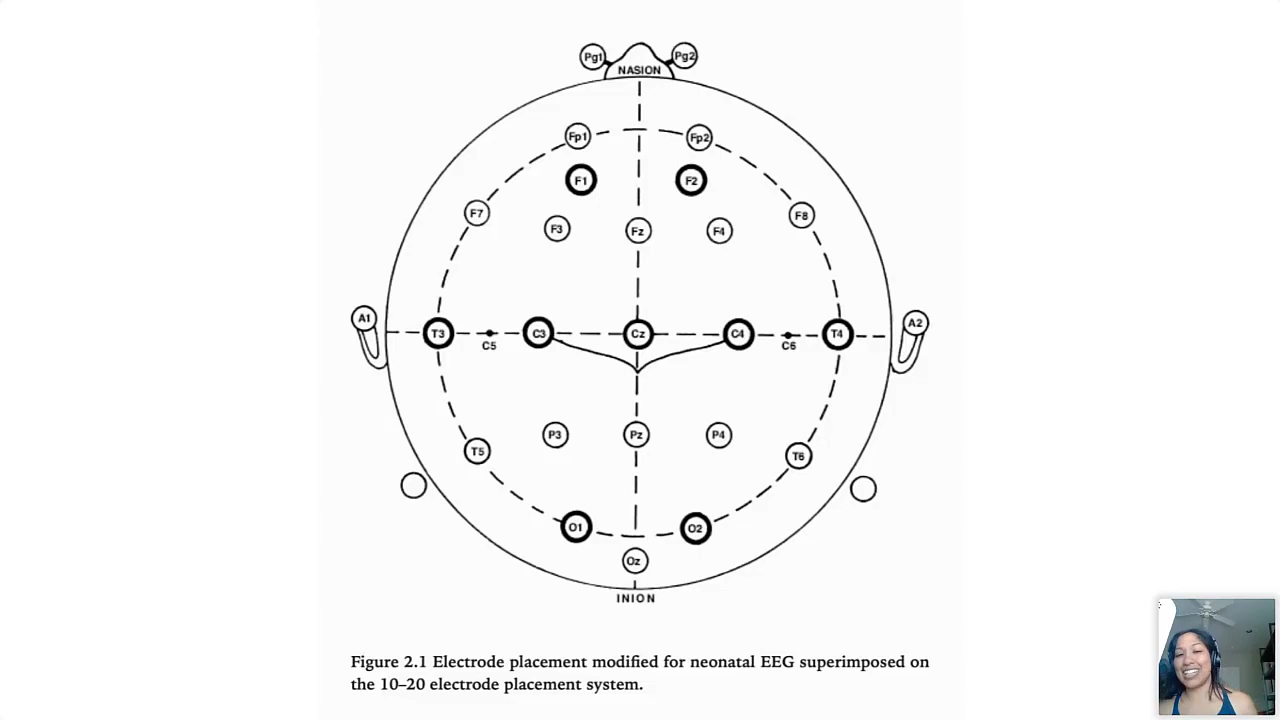 Pg1 Pg2
NASION
Fp1 Fp2
F1 F2
F7 F8
F3 Fz F4
A1 A2
T3 C3 Cz C4 T4
C5 C6
P3 Pz P4
T5 T6
O1 O2
Oz
INION
Figure 2.1 Electrode placement modified for neonatal EEG superimposed on
the 10–20 electrode placement system.